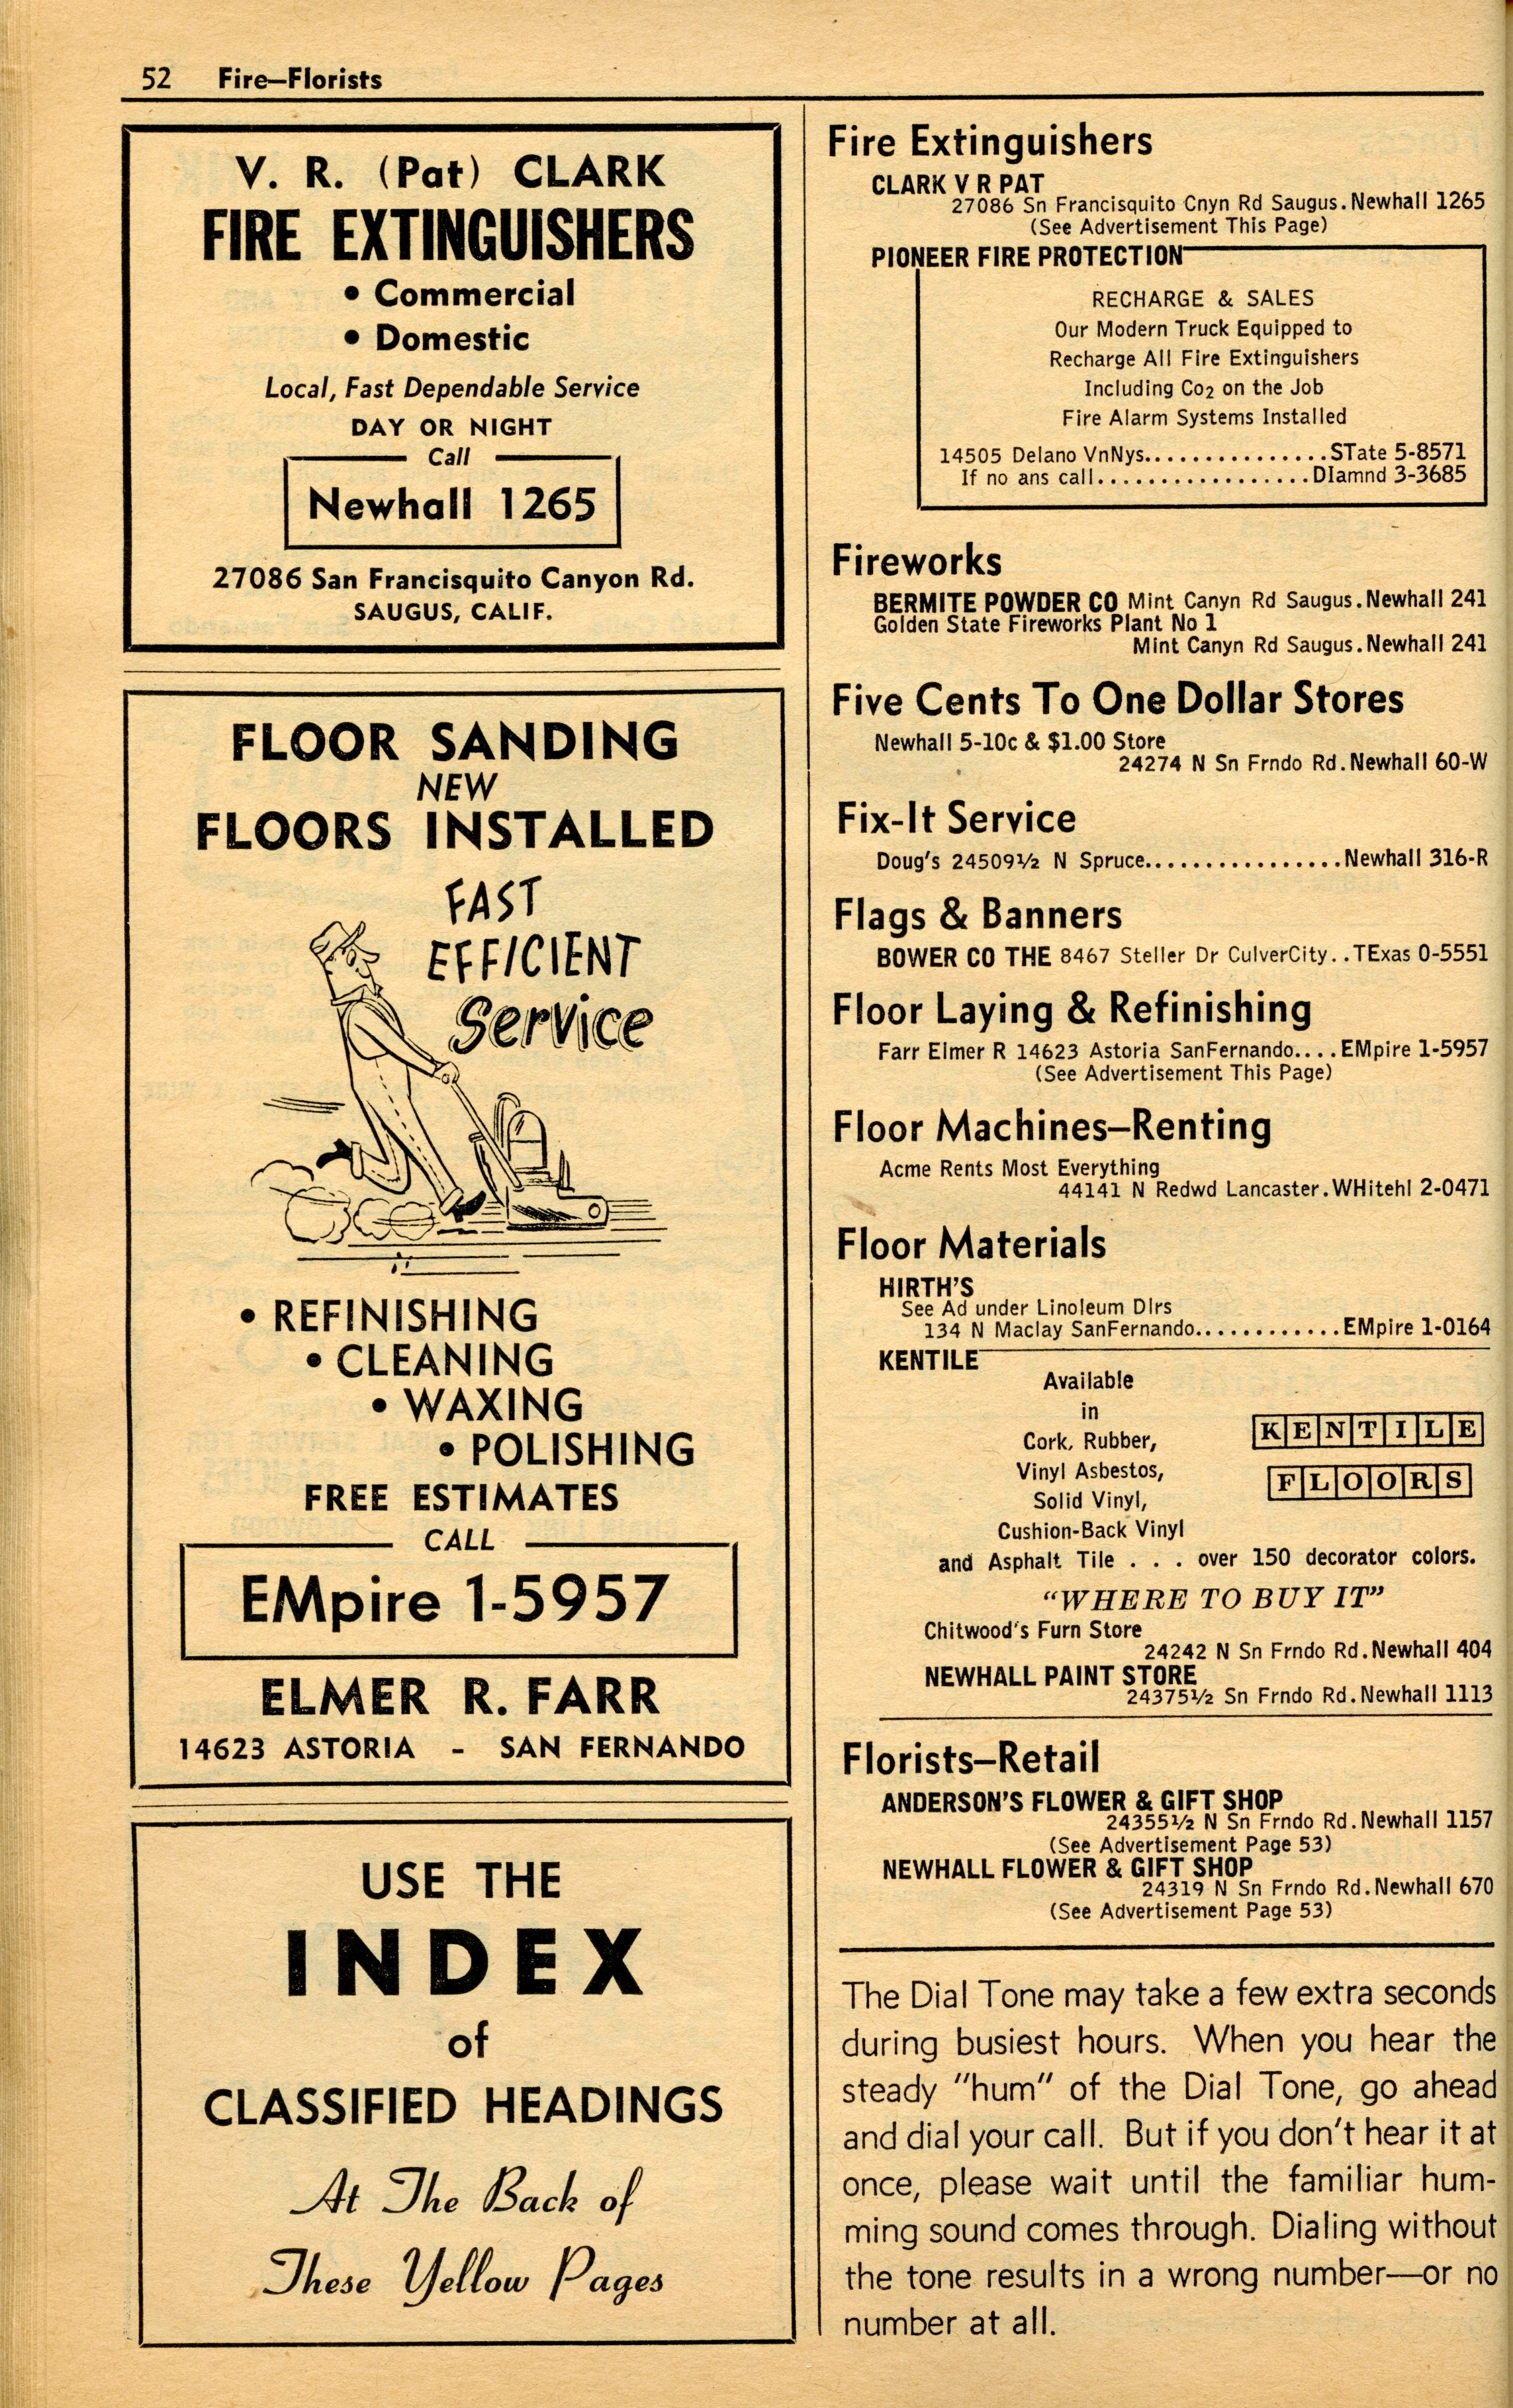 52 Fire—Florists
V. R. (Pat) CLARK
FIRE EXTINGUISHERS
• Commercial
• Domestic
Local, Fast Dependable Service
DAY OR NIGHT
Call
Newhall 1265
27086 San Francisquito Canyon Rd.
SAUGUS, CALIF.
FLOOR SANDING
NEW
FLOORS INSTALLED
FAST
EFFICIENT
Service
• REFINISHING
• CLEANING
• WAXING
• POLISHING
FREE ESTIMATES
CALL
EMpire 1-5957
ELMER R. FARR
14623 ASTORIA - SAN FERNANDO
USE THE
INDEX
of
CLASSIFIED HEADINGS
At The Back of
These Yellow Pages
Fire Extinguishers
CLARK V R PAT
27086 Sn Francisquito Cnyn Rd Saugus.Newhall 1265
(See Advertisement This Page)
PIONEER FIRE PROTECTION
RECHARGE & SALES
Our Modern Truck Equipped to
Recharge All Fire Extinguishers
Including Co2 on the Job
Fire Alarm Systems Installed
14505 Delano VnNys...............STate 5-8571
If no ans call.................DIamnd 3-3685
Fireworks
BERMITE POWDER CO Mint Canyn Rd Saugus.Newhall 241
Golden State Fireworks Plant No 1
Mint Canyn Rd Saugus.Newhall 241
Five Cents To One Dollar Stores
Newhall 5-10c & $1.00 Store
24274 N Sn Frndo Rd.Newhall 60-W
Fix-It Service
Doug's 24509½ N Spruce................Newhall 316-R
Flags & Banners
BOWER CO THE 8467 Steller Dr CulverCity..TExas 0-5551
Floor Laying & Refinishing
Farr Elmer R 14623 Astoria SanFernando....EMpire 1-5957
(See Advertisement This Page)
Floor Machines—Renting
Acme Rents Most Everything
44141 N Redwd Lancaster.WHitehl 2-0471
Floor Materials
HIRTH'S
See Ad under Linoleum Dlrs
134 N Maclay SanFernando............EMpire 1-0164
KENTILE
Available
in
Cork, Rubber,
Vinyl Asbestos,
Solid Vinyl,
Cushion-Back Vinyl
and Asphalt Tile . . . over 150 decorator colors.
KENTILE
FLOORS
“WHERE TO BUY IT”
Chitwood's Furn Store
24242 N Sn Frndo Rd.Newhall 404
NEWHALL PAINT STORE
24375½ Sn Frndo Rd.Newhall 1113
Florists—Retail
ANDERSON'S FLOWER & GIFT SHOP
24355½ N Sn Frndo Rd.Newhall 1157
(See Advertisement Page 53)
NEWHALL FLOWER & GIFT SHOP
24319 N Sn Frndo Rd.Newhall 670
(See Advertisement Page 53)
The Dial Tone may take a few extra seconds
during busiest hours. When you hear the
steady "hum" of the Dial Tone, go ahead
and dial your call. But if you don't hear it at
once, please wait until the familiar hum-
ming sound comes through. Dialing without
the tone results in a wrong number—or no
number at all.